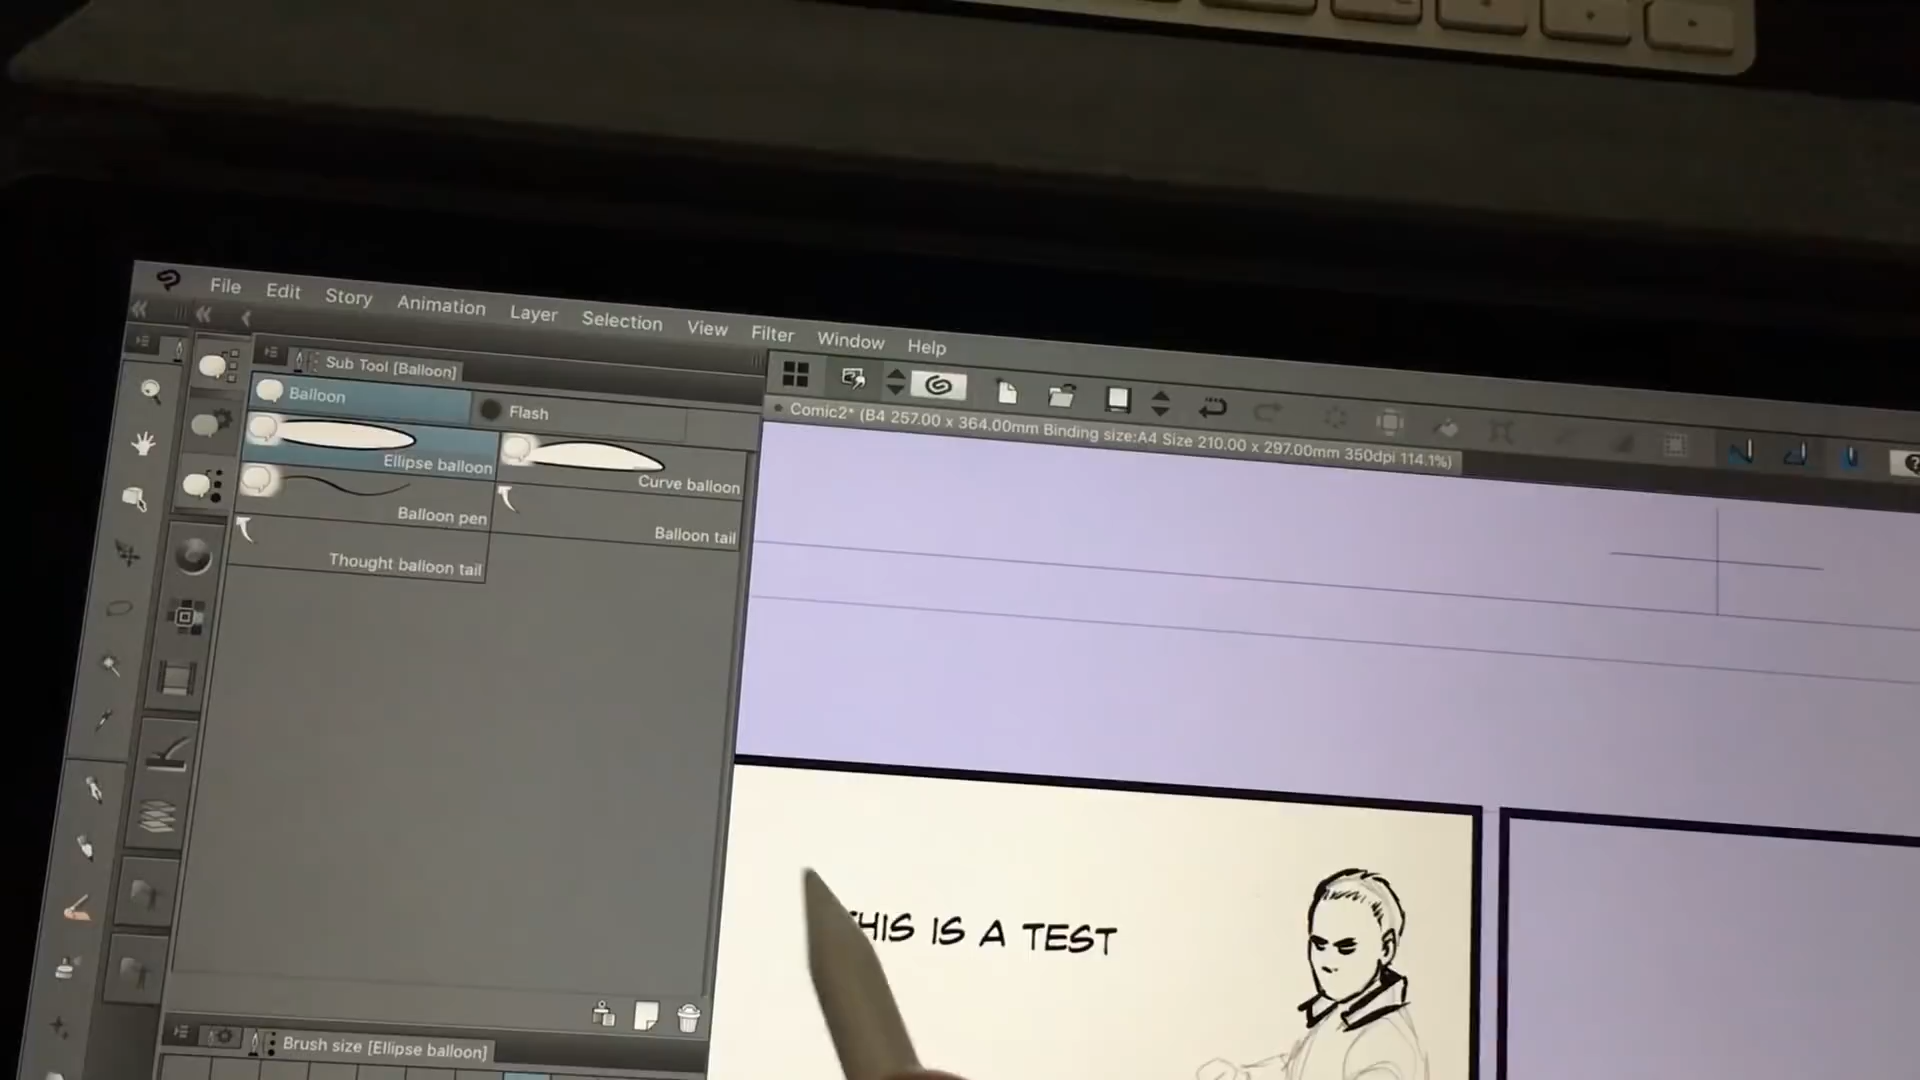 File Edit Story Animation Layer Selection View Filter Window Help
Sub Tool [Balloon]
Balloon
Flash
Comic2* (B4 257.00 x 364.00mm Binding size:A4 Size 210.00 x 297.00mm 350dpi 114.1%)
Ellipse balloon
Curve balloon
Balloon pen
Balloon tail
Thought balloon tail
HIS IS A TEST
Brush size [Ellipse balloon]